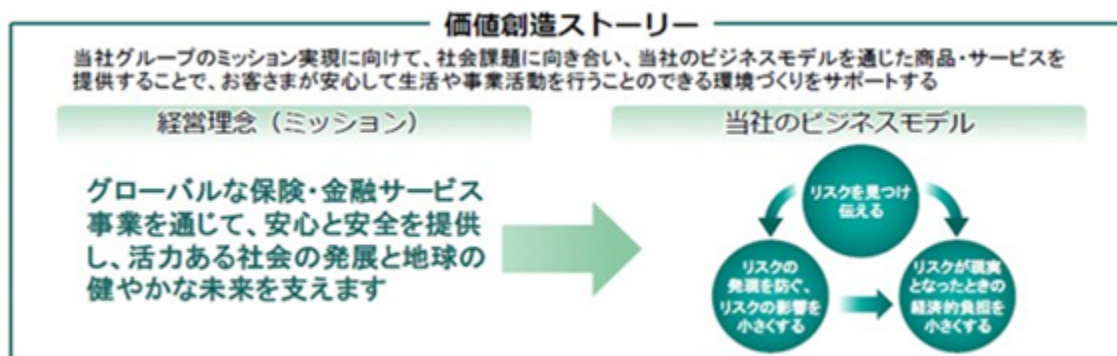 価値創造ストーリー
当社グループのミッション実現に向けて、社会課題に向き合い、当社のビジネスモデルを通じた商品・サービスを
提供することで、お客さまが安心して生活や事業活動を行うことのできる環境づくりをサポートする
経営理念（ミッション）
グローバルな保険・金融サービス
事業を通じて、安心と安全を提供
し、活力ある社会の発展と地球の
健やかな未来を支えます
当社のビジネスモデル
リスクを見つけ
伝える
リスクの
発現を防ぐ、
リスクの影響を
小さくする
リスクが現実
となったときの
経済的負担を
小さくする